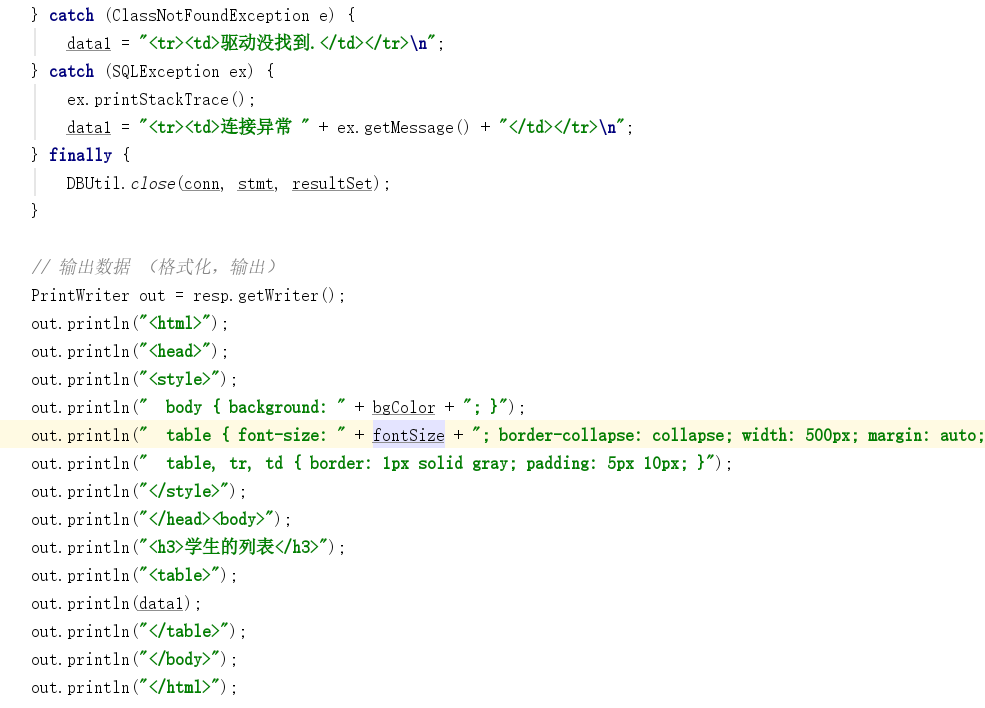 } catch (ClassNotFoundException e) {
data1 = "<tr><td>驱动没找到.</td></tr>\n";
} catch (SQLException ex) {
ex.printStackTrace();
data1 = "<tr><td>连接异常 " + ex.getMessage() + "</td></tr>\n";
} finally {
DBUtil.close(conn, stmt, resultSet);
}
// 输出数据 （格式化，输出）
PrintWriter out = resp.getWriter();
out.println("<html>");
out.println("<head>");
out.println("<style>");
out.println("  body { background: " + bgColor + "; }");
out.println("  table { font-size: " + fontSize + "; border-collapse: collapse; width: 500px; margin: auto;
out.println("  table, tr, td { border: 1px solid gray; padding: 5px 10px; }");
out.println("</style>");
out.println("</head><body>");
out.println("<h3>学生的列表</h3>");
out.println("<table>");
out.println(data1);
out.println("</table>");
out.println("</body>");
out.println("</html>");